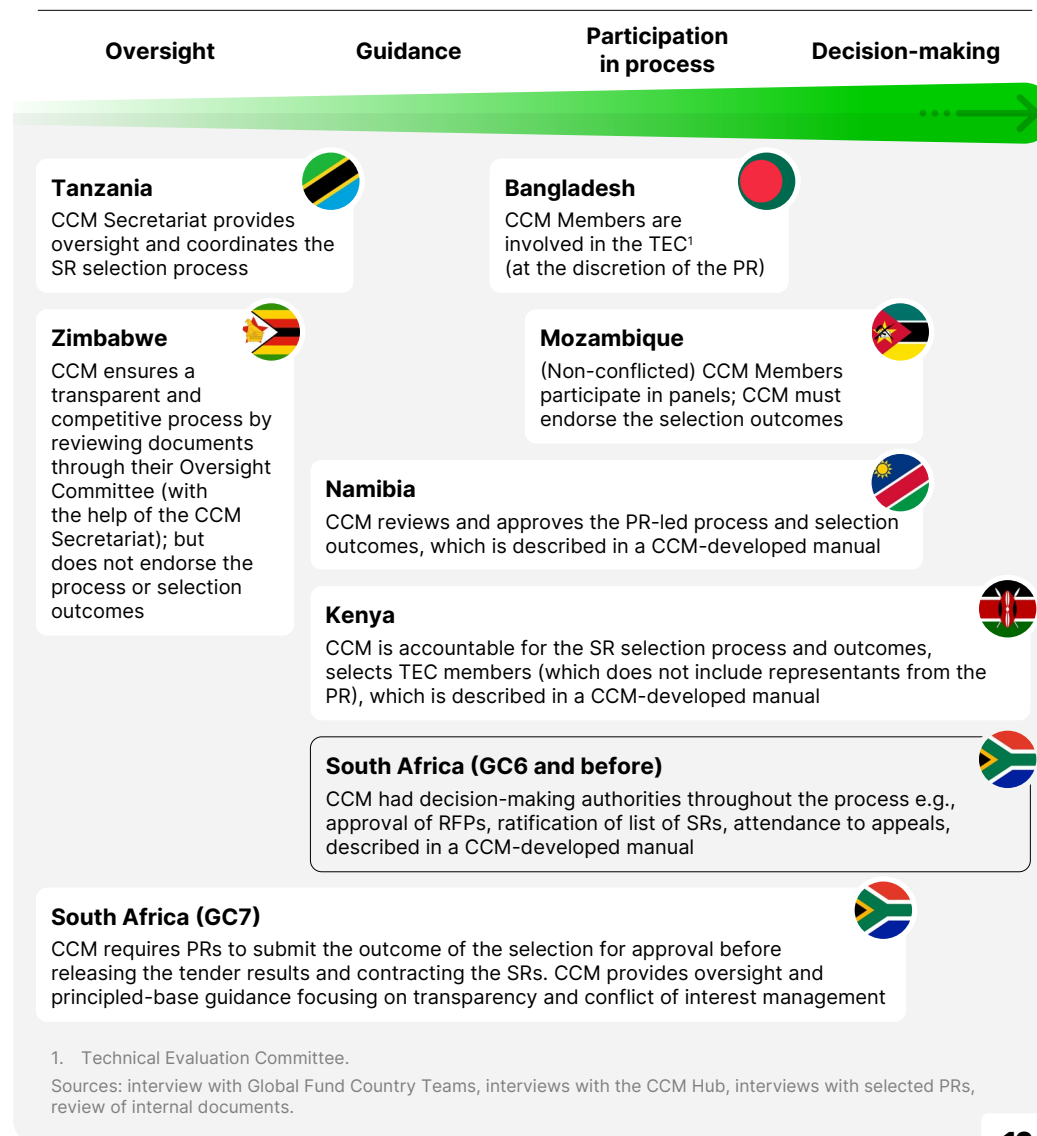 Oversight
Guidance
Participation
in process
Decision-making
Tanzania
CCM Secretariat provides
oversight and coordinates the
SR selection process
Bangladesh
CCM Members are
involved in the TEC¹
(at the discretion of the PR)
Zimbabwe
CCM ensures a
transparent and
competitive process by
reviewing documents
through their Oversight
Committee (with
the help of the CCM
Secretariat); but
does not endorse the
process or selection
outcomes
Mozambique
(Non-conflicted) CCM Members
participate in panels; CCM must
endorse the selection outcomes
Namibia
CCM reviews and approves the PR-led process and selection
outcomes, which is described in a CCM-developed manual
Kenya
CCM is accountable for the SR selection process and outcomes,
selects TEC members (which does not include representants from the
PR), which is described in a CCM-developed manual
South Africa (GC6 and before)
CCM had decision-making authorities throughout the process e.g.,
approval of RFPs, ratification of list of SRs, attendance to appeals,
described in a CCM-developed manual
South Africa (GC7)
CCM requires PRs to submit the outcome of the selection for approval before
releasing the tender results and contracting the SRs. CCM provides oversight and
principled-base guidance focusing on transparency and conflict of interest management
1. Technical Evaluation Committee.
Sources: interview with Global Fund Country Teams, interviews with the CCM Hub, interviews with selected PRs,
review of internal documents.